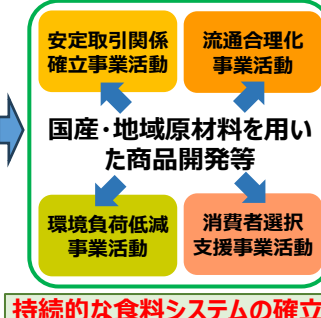 安定取引関係
確立事業活動
流通合理化
事業活動
国産・地域原材料を用い
た商品開発等
環境負荷低減
事業活動
消費者選択
支援事業活動
持続的な食料システムの確立